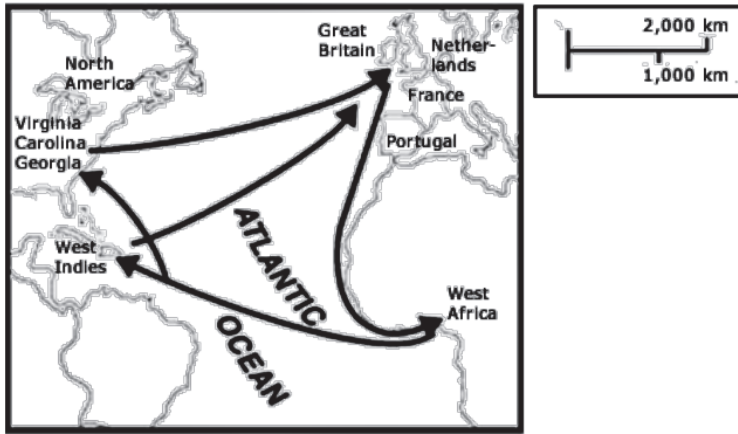 Great
Britain
Nether-
lands
North
America
France
Virginia
Carolina
Georgia
Portugal
ATLANTIC
OCEAN
West
Indies
West
Africa
2,000 km
1,000 km